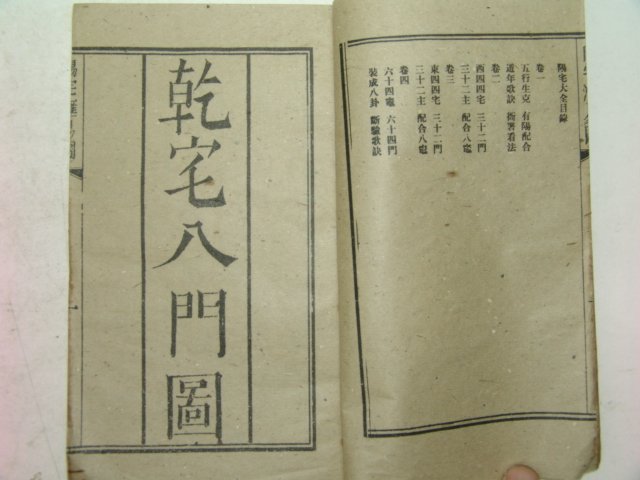 陽宅大全目錄
卷一
五行生克 有陽配合
逰年歌訣 衙署看法
卷二
西四四宅 三十二門
三十二主 配合八竈
卷三
東四四宅 三十二門
三十二主 配合八竈
卷四
六十四竈 六十四門
裝成八卦 斷驗歌訣
乾宅八門圖